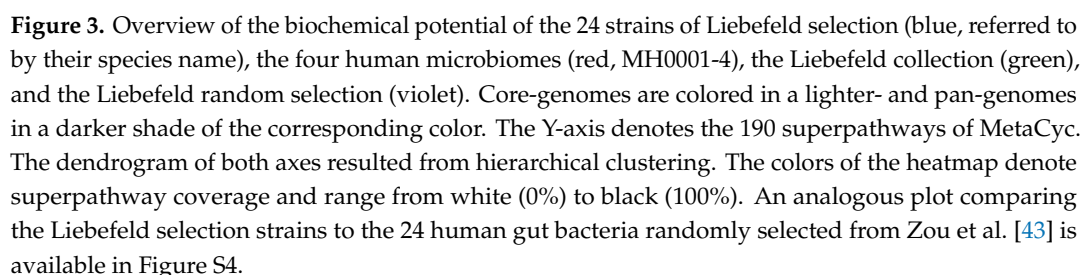 Figure 3. Overview of the biochemical potential of the 24 strains of Liebefeld selection (blue, referred to
by their species name), the four human microbiomes (red, MH0001-4), the Liebefeld collection (green),
and the Liebefeld random selection (violet). Core-genomes are colored in a lighter- and pan-genomes
in a darker shade of the corresponding color. The Y-axis denotes the 190 superpathways of MetaCyc.
The dendrogram of both axes resulted from hierarchical clustering. The colors of the heatmap denote
superpathway coverage and range from white (0%) to black (100%). An analogous plot comparing
the Liebefeld selection strains to the 24 human gut bacteria randomly selected from Zou et al. [43] is
available in Figure S4.